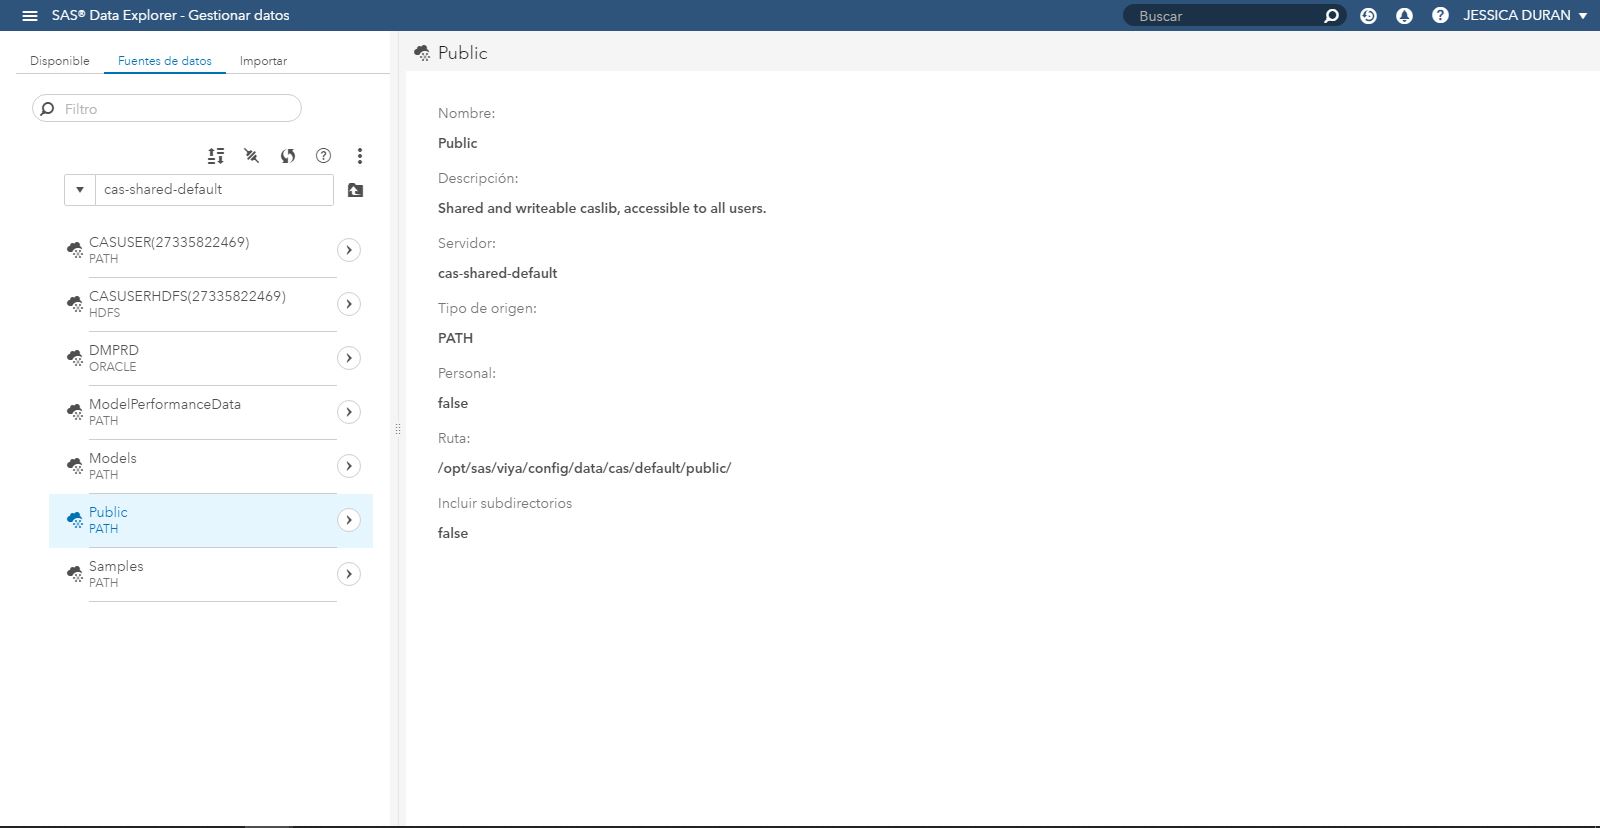 SAS® Data Explorer - Gestionar datos
Buscar
JESSICA DURAN
Disponible
Fuentes de datos
Importar
Filtro
cas-shared-default
CASUSER(27335822469)
PATH
CASUSERHDFS(27335822469)
HDFS
DMPRD
ORACLE
ModelPerformanceData
PATH
Models
PATH
Public
PATH
Samples
PATH
Public
Nombre:
Public
Descripción:
Shared and writeable caslib, accessible to all users.
Servidor:
cas-shared-default
Tipo de origen:
PATH
Personal:
false
Ruta:
/opt/sas/viya/config/data/cas/default/public/
Incluir subdirectorios
false